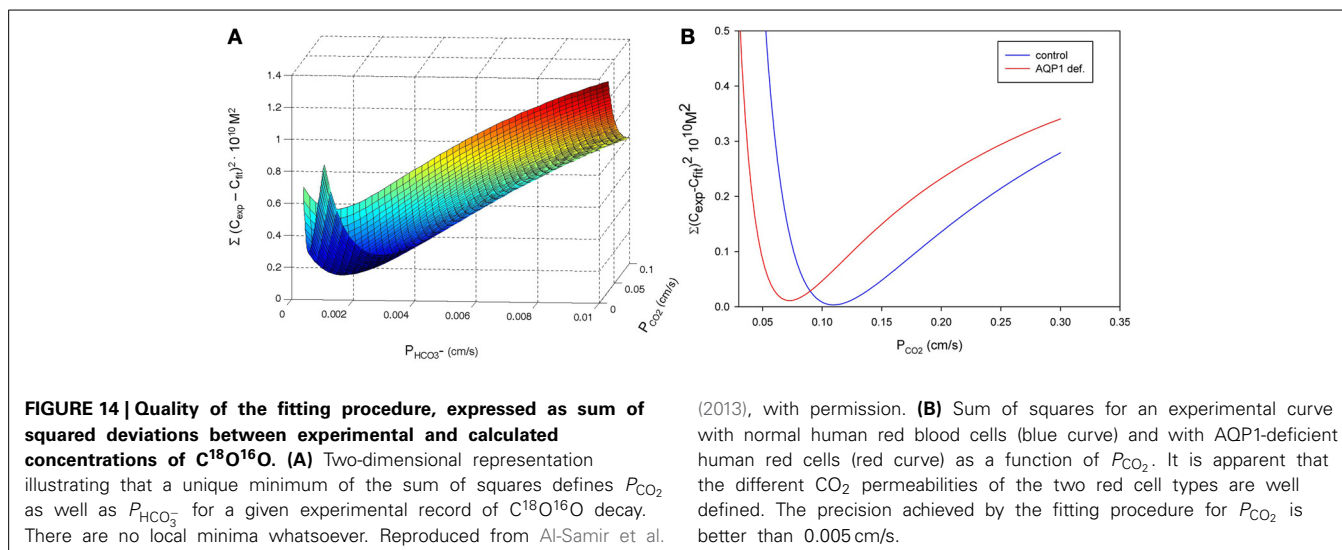 A
Σ (C_exp – C_fit)² · 10¹⁰ M²
1.4
1.2
1
0.8
0.6
0.4
0.2
0
0
0.002
0.004
0.006
0.008
0.01
P_HCO3- (cm/s)
0.1
0.05
0
P_CO2 (cm/s)
B
Σ(C_exp-C_fit)² 10¹⁰M²
0.5
0.4
0.3
0.2
0.1
0.0
0.05
0.10
0.15
0.20
0.25
0.30
0.35
P_CO2 (cm/s)
control
AQP1 def.
FIGURE 14 | Quality of the fitting procedure, expressed as sum of
squared deviations between experimental and calculated
concentrations of C¹⁸O¹⁶O. (A) Two-dimensional representation
illustrating that a unique minimum of the sum of squares defines P_CO₂
as well as P_HCO₃⁻ for a given experimental record of C¹⁸O¹⁶O decay.
There are no local minima whatsoever. Reproduced from Al-Samir et al.
(2013), with permission. (B) Sum of squares for an experimental curve
with normal human red blood cells (blue curve) and with AQP1-deficient
human red cells (red curve) as a function of P_CO₂. It is apparent that
the different CO₂ permeabilities of the two red cell types are well
defined. The precision achieved by the fitting procedure for P_CO₂ is
better than 0.005 cm/s.